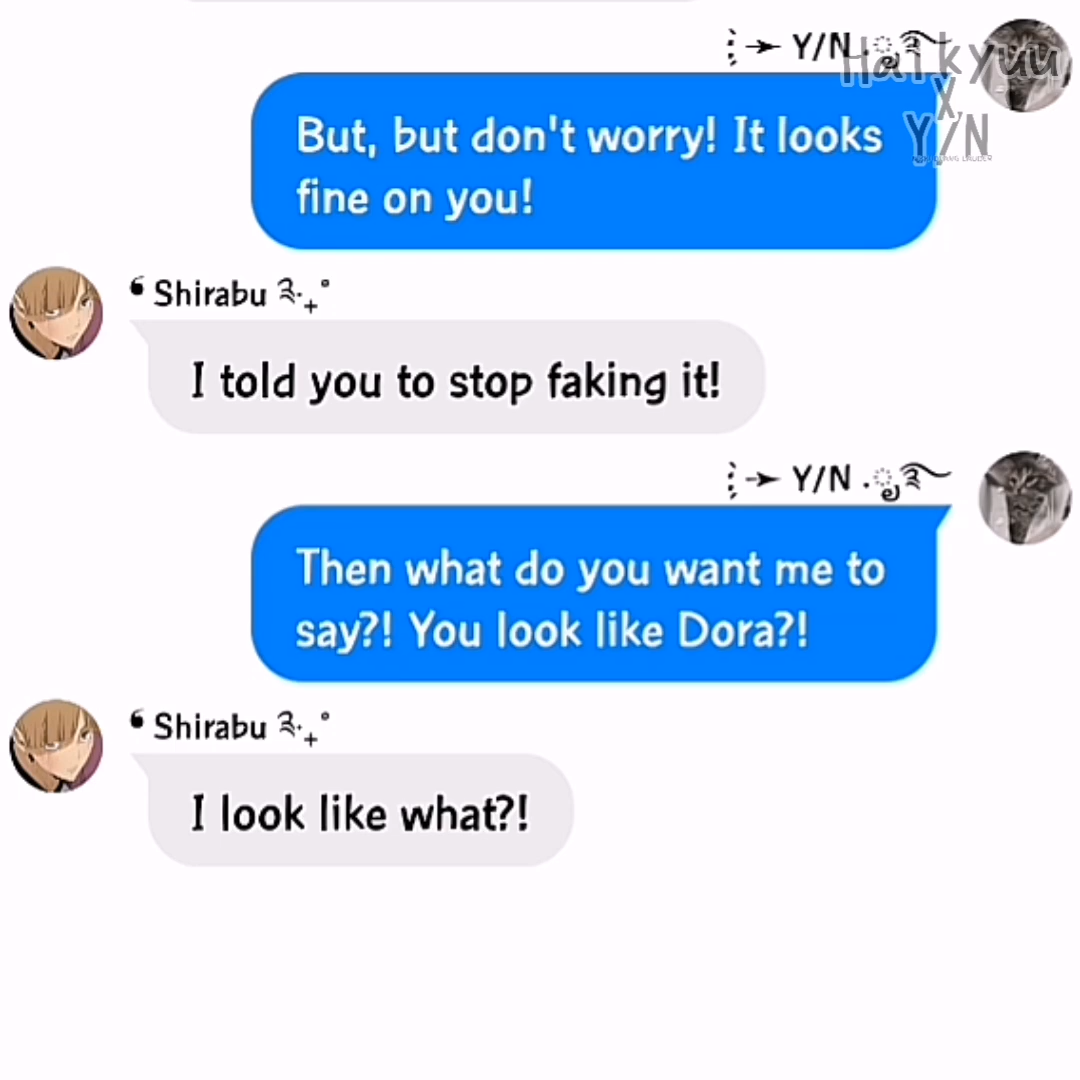 Y/N
Haikyuu
X
Y/N
But, but don't worry! It looks
fine on you!
Shirabu
I told you to stop faking it!
Y/N
Then what do you want me to
say?! You look like Dora?!
Shirabu
I look like what?!